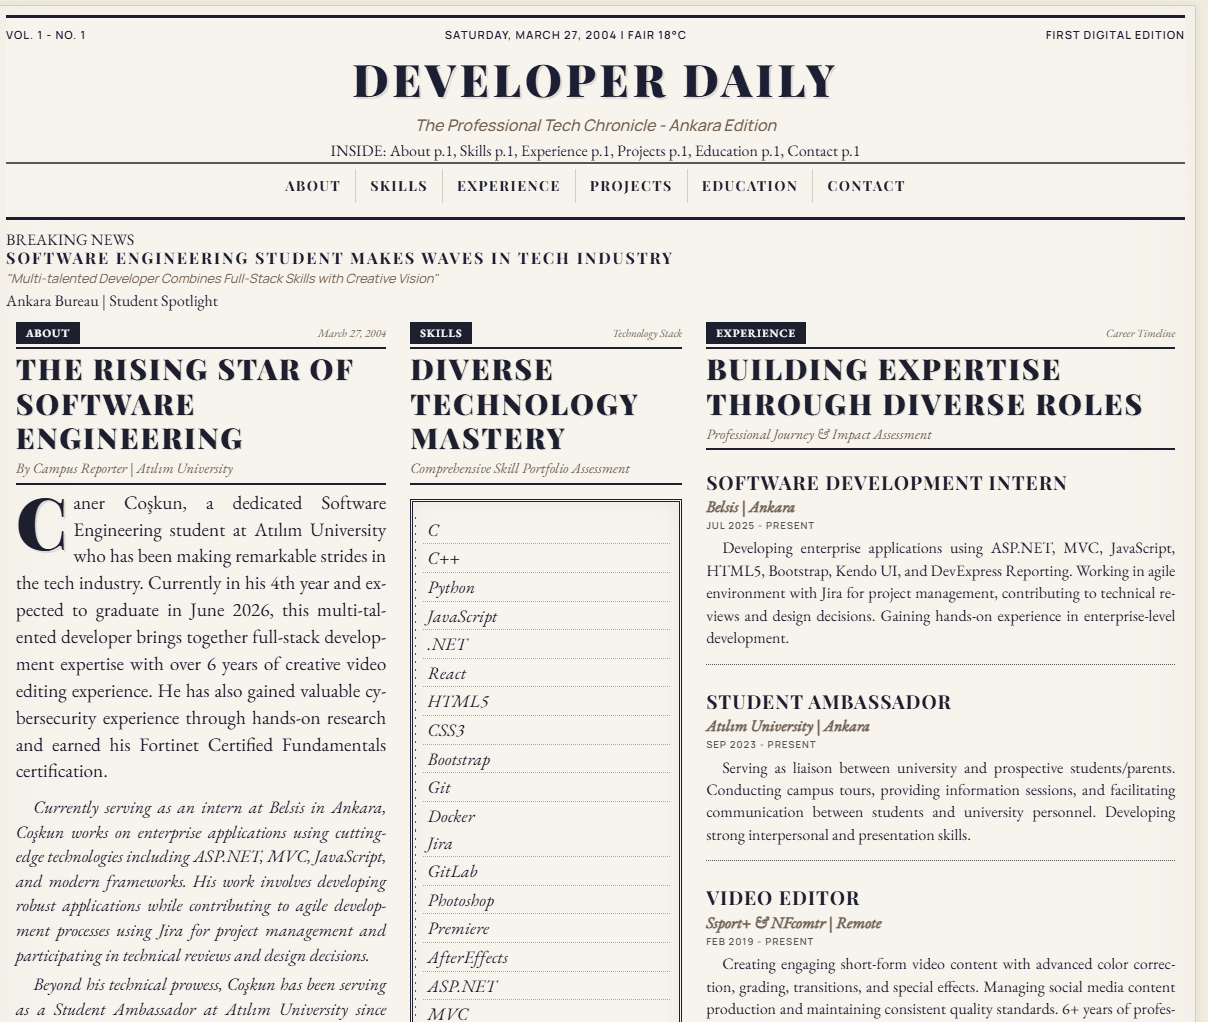 VOL. 1 - NO. 1
SATURDAY, MARCH 27, 2004 | FAIR 18°C
FIRST DIGITAL EDITION
DEVELOPER DAILY
The Professional Tech Chronicle - Ankara Edition
INSIDE: About p.1, Skills p.1, Experience p.1, Projects p.1, Education p.1, Contact p.1
ABOUT
SKILLS
EXPERIENCE
PROJECTS
EDUCATION
CONTACT
BREAKING NEWS
SOFTWARE ENGINEERING STUDENT MAKES WAVES IN TECH INDUSTRY
"Multi-talented Developer Combines Full-Stack Skills with Creative Vision"
Ankara Bureau | Student Spotlight
ABOUT
March 27, 2004
THE RISING STAR OF
SOFTWARE
ENGINEERING
By Campus Reporter | Atılım University
Caner Coşkun, a dedicated Software
Engineering student at Atılım University
who has been making remarkable strides in
the tech industry. Currently in his 4th year and ex-
pected to graduate in June 2026, this multi-tal-
ented developer brings together full-stack develop-
ment expertise with over 6 years of creative video
editing experience. He has also gained valuable cy-
bersecurity experience through hands-on research
and earned his Fortinet Certified Fundamentals
certification.
Currently serving as an intern at Belsis in Ankara,
Coşkun works on enterprise applications using cutting-
edge technologies including ASP.NET, MVC, JavaScript,
and modern frameworks. His work involves developing
robust applications while contributing to agile develop-
ment processes using Jira for project management and
participating in technical reviews and design decisions.
Beyond his technical prowess, Coşkun has been serving
as a Student Ambassador at Atılım University since
SKILLS
Technology Stack
DIVERSE
TECHNOLOGY
MASTERY
Comprehensive Skill Portfolio Assessment
C
C++
Python
JavaScript
.NET
React
HTML5
CSS3
Bootstrap
Git
Docker
Jira
GitLab
Photoshop
Premiere
AfterEffects
ASP.NET
MVC
EXPERIENCE
Career Timeline
BUILDING EXPERTISE
THROUGH DIVERSE ROLES
Professional Journey & Impact Assessment
SOFTWARE DEVELOPMENT INTERN
Belsis | Ankara
JUL 2025 - PRESENT
Developing enterprise applications using ASP.NET, MVC, JavaScript,
HTML5, Bootstrap, Kendo UI, and DevExpress Reporting. Working in agile
environment with Jira for project management, contributing to technical re-
views and design decisions. Gaining hands-on experience in enterprise-level
development.
STUDENT AMBASSADOR
Atılım University | Ankara
SEP 2023 - PRESENT
Serving as liaison between university and prospective students/parents.
Conducting campus tours, providing information sessions, and facilitating
communication between students and university personnel. Developing
strong interpersonal and presentation skills.
VIDEO EDITOR
Ssport+ & NFcomtr | Remote
FEB 2019 - PRESENT
Creating engaging short-form video content with advanced color correc-
tion, grading, transitions, and special effects. Managing social media content
production and maintaining consistent quality standards. 6+ years of profes-